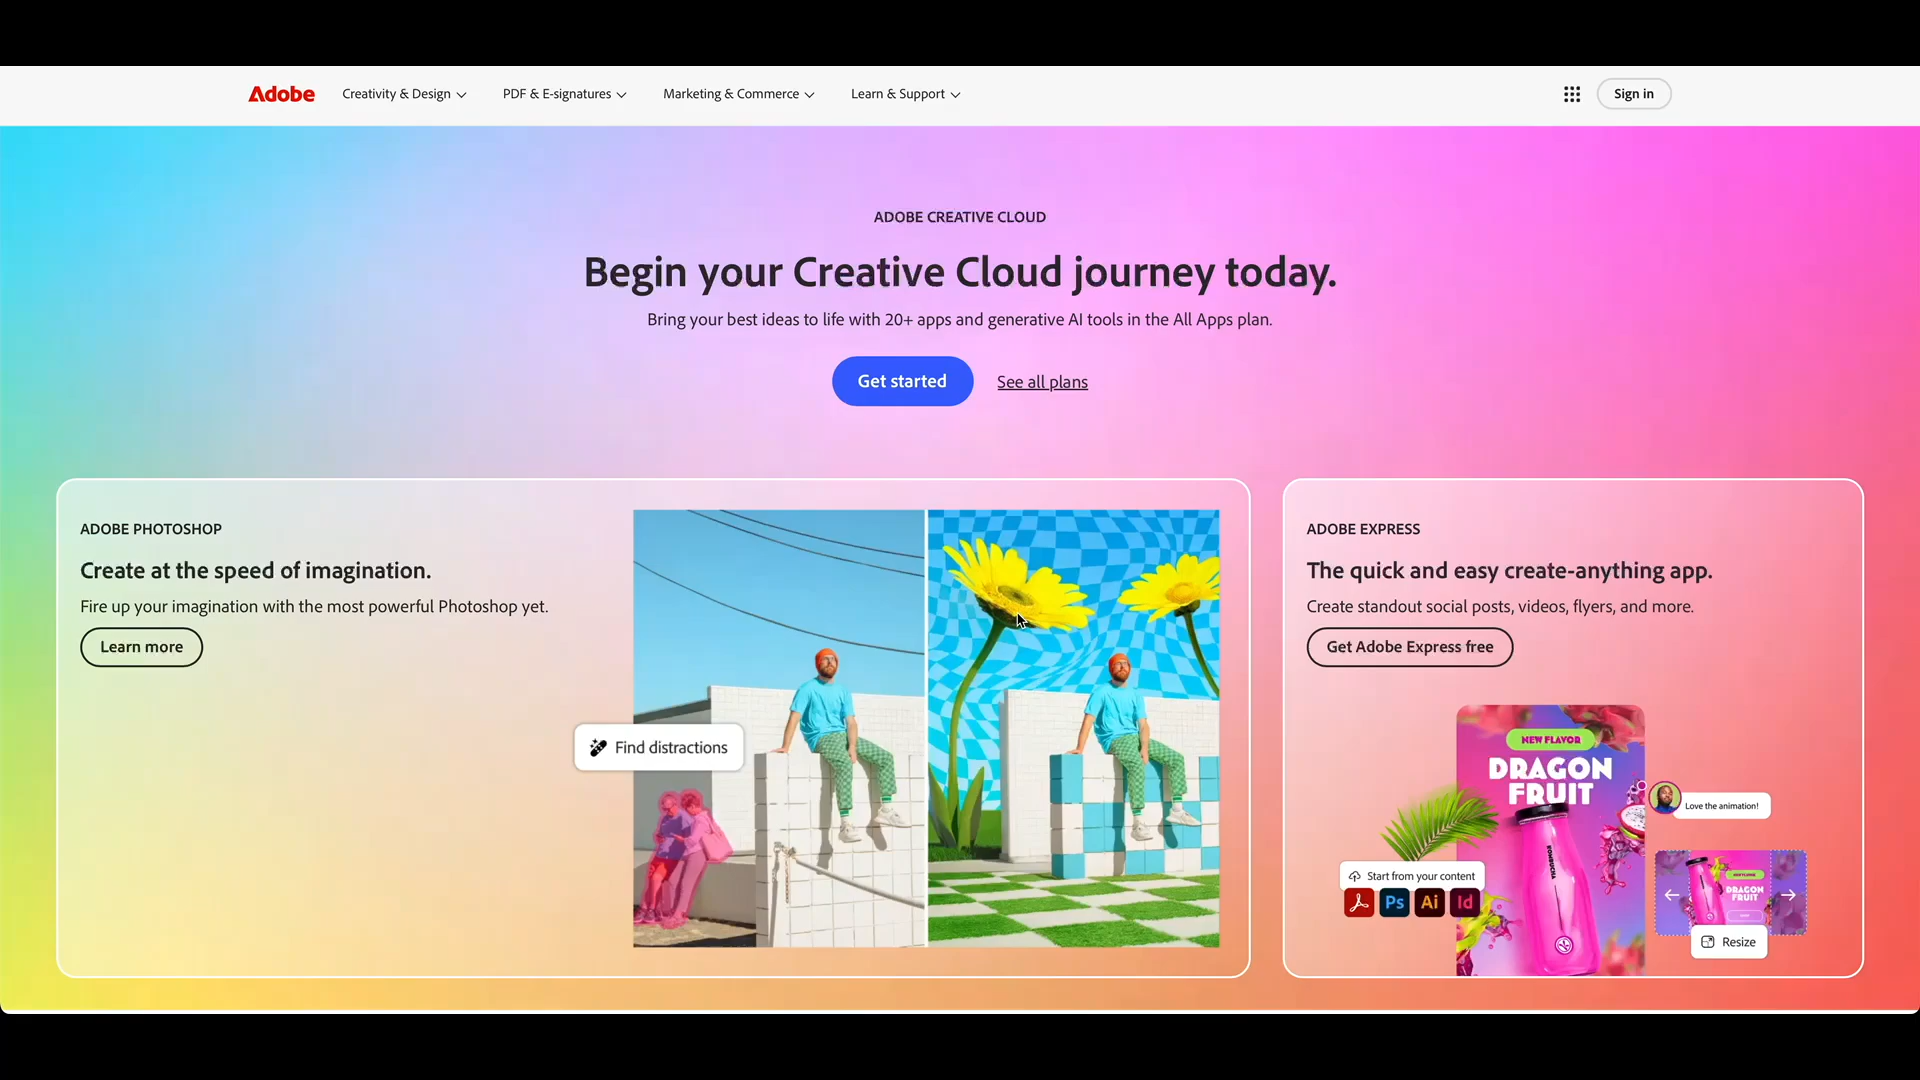 Adobe
Creativity & Design
PDF & E-signatures
Marketing & Commerce
Learn & Support
Sign in
ADOBE CREATIVE CLOUD
Begin your Creative Cloud journey today.
Bring your best ideas to life with 20+ apps and generative AI tools in the All Apps plan.
Get started
See all plans
ADOBE PHOTOSHOP
Create at the speed of imagination.
Fire up your imagination with the most powerful Photoshop yet.
Learn more
Find distractions
ADOBE EXPRESS
The quick and easy create-anything app.
Create standout social posts, videos, flyers, and more.
Get Adobe Express free
NEW FLAVOR
DRAGON
FRUIT
KOMBUCHA
Love the animation!
Start from your content
Ps
Ai
Id
DRAGON
FRUIT
Resize